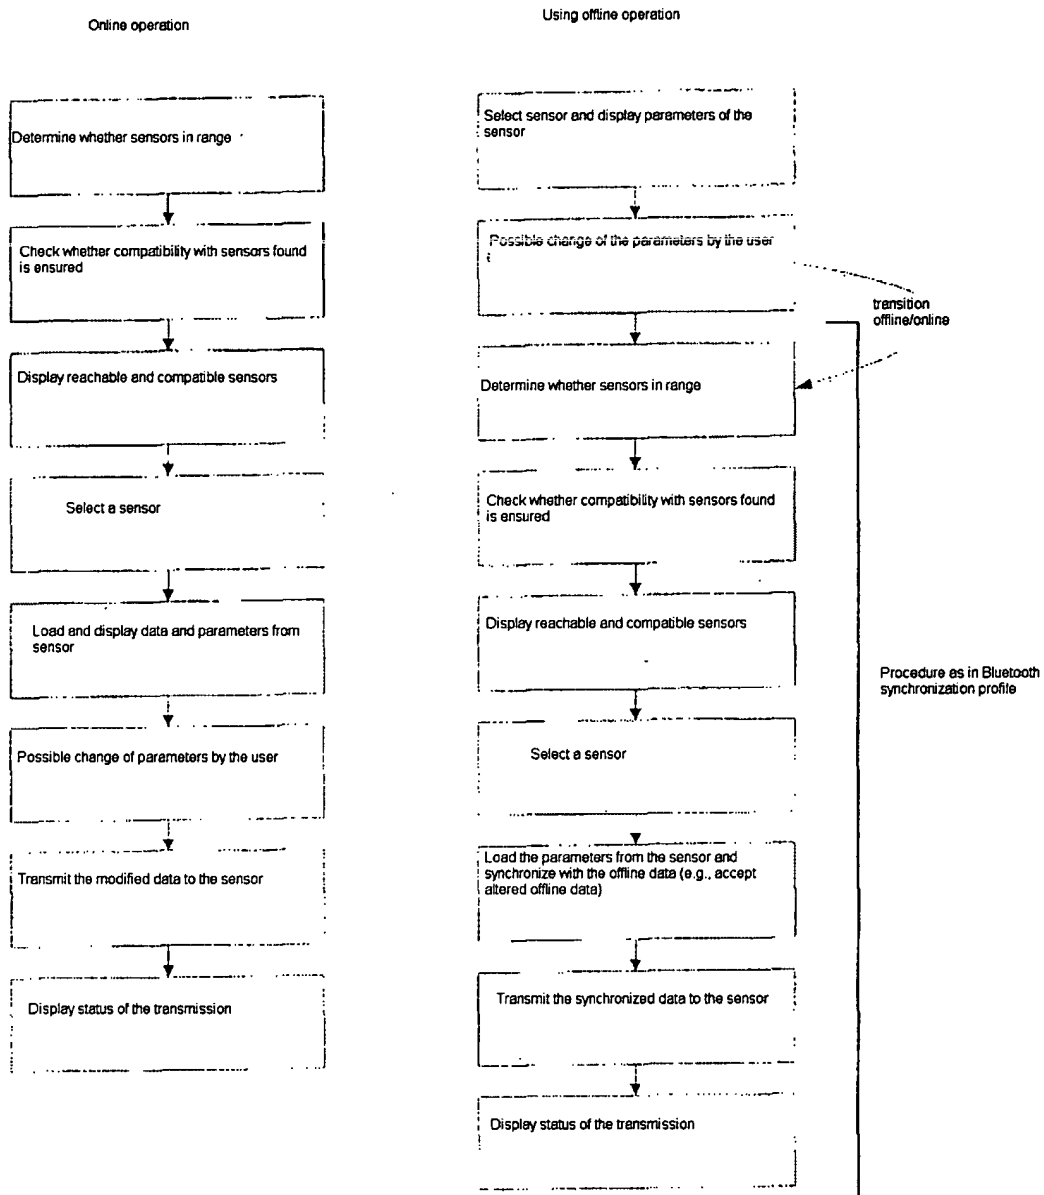 Online operation
Determine whether sensors in range
Check whether compatibility with sensors found
is ensured
Display reachable and compatible sensors
Select a sensor
Load and display data and parameters from
sensor
Possible change of parameters by the user
Transmit the modified data to the sensor
Display status of the transmission
Using offline operation
Select sensor and display parameters of the
sensor
Possible change of the parameters by the user
transition
offline/online
Determine whether sensors in range
Check whether compatibility with sensors found
is ensured
Display reachable and compatible sensors
Select a sensor
Load the parameters from the sensor and
synchronize with the offline data (e.g., accept
altered offline data)
Transmit the synchronized data to the sensor
Display status of the transmission
Procedure as in Bluetooth
synchronization profile